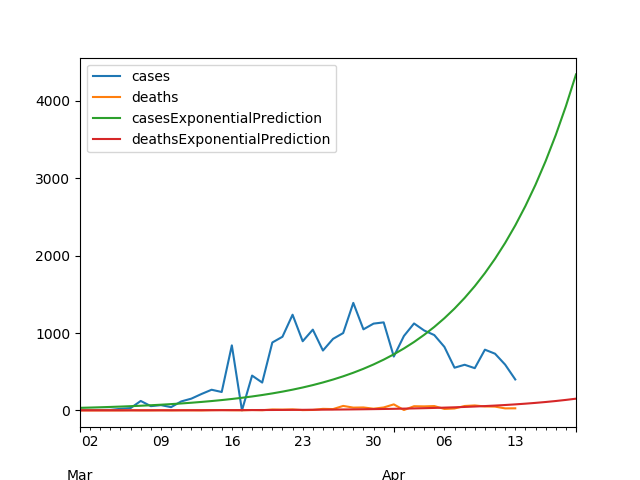 cases
deaths
casesExponentialPrediction
deathsExponentialPrediction
4000
3000
2000
1000
0
02 09 16 23 30 06 13
Mar Apr